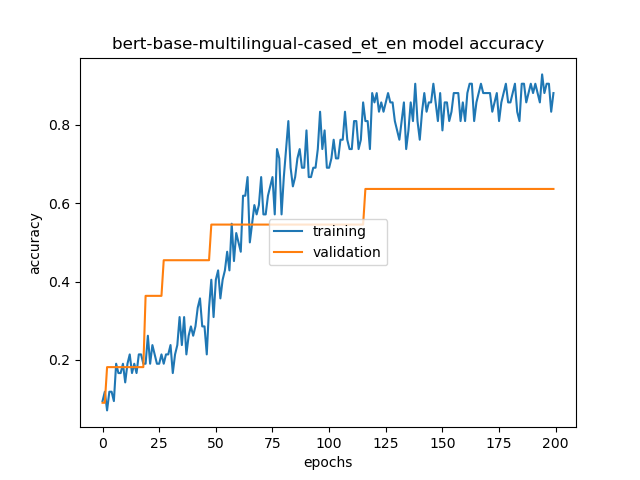 bert-base-multilingual-cased_et_en model accuracy
accuracy
0.8
0.6
0.4
0.2
training
validation
0 25 50 75 100 125 150 175 200
epochs